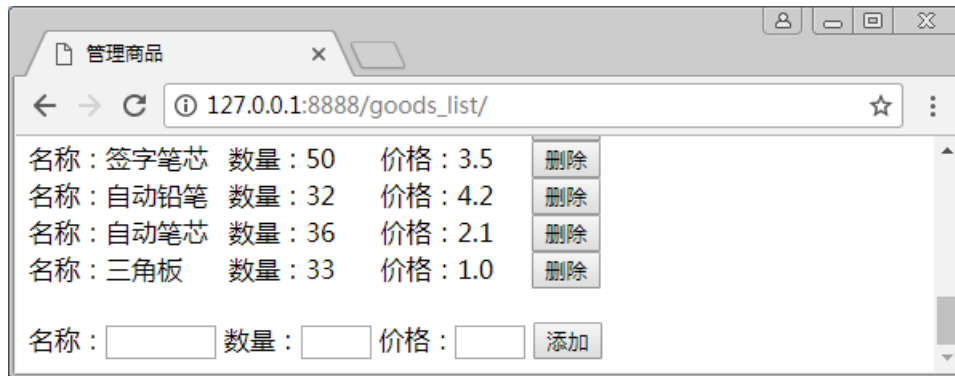 管理商品
127.0.0.1:8888/goods_list/
名称：签字笔芯 数量：50 价格：3.5 删除
名称：自动铅笔 数量：32 价格：4.2 删除
名称：自动笔芯 数量：36 价格：2.1 删除
名称：三角板 数量：33 价格：1.0 删除
名称： 数量： 价格： 添加